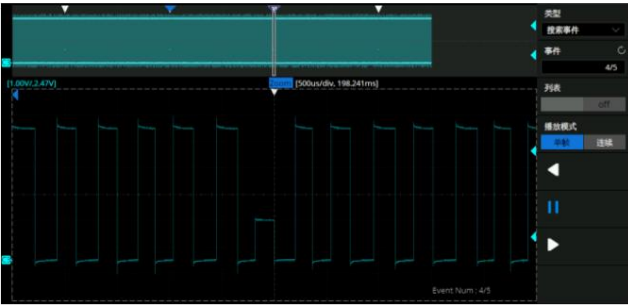 类型
搜索事件
事件
4/5
[1.00V/,2.47V]
Zoom [500us/div, 198.241ms]
列表
off
播放模式
单帧 连续
Event Num : 4/5